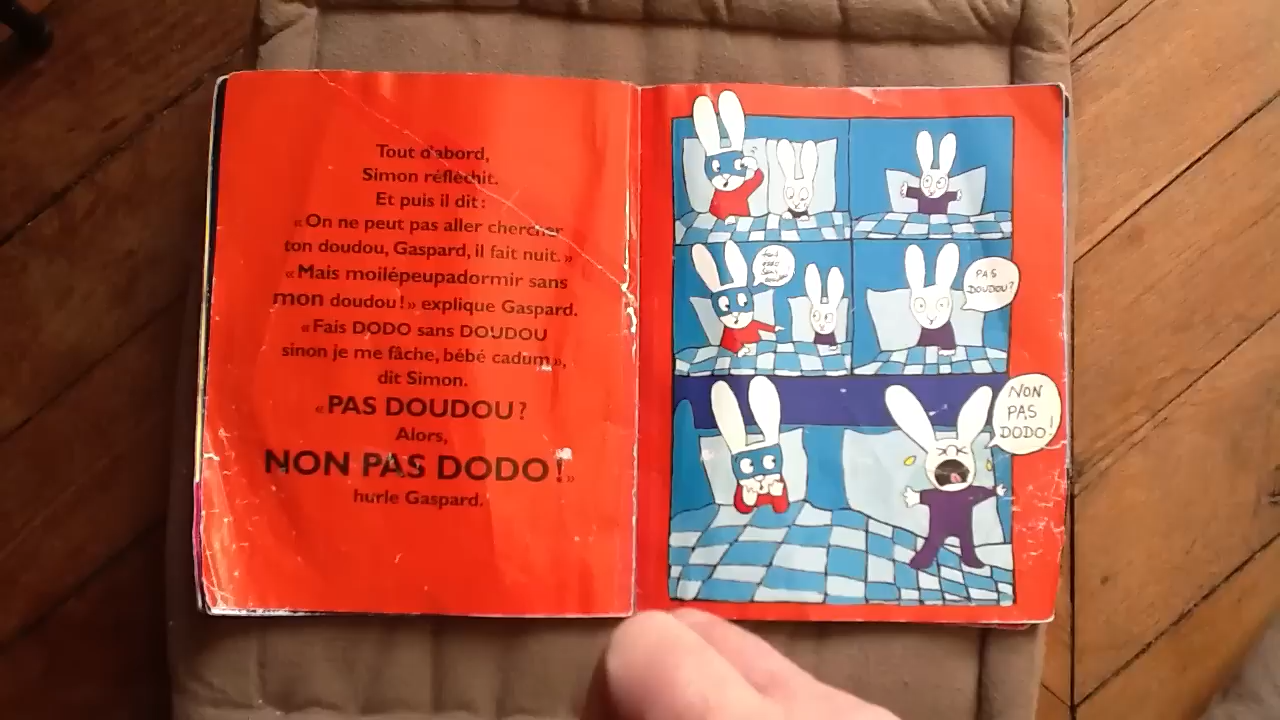 Tout d'abord,
Simon réfléchit.
Et puis il dit :
« On ne peut pas aller chercher
ton doudou, Gaspard, il fait nuit. »
« Mais moilépeupadormir sans
mon doudou ! » explique Gaspard.
« Fais DODO sans DOUDOU
sinon je me fâche, bébé cadum »,
dit Simon.
« PAS DOUDOU ?
Alors,
NON PAS DODO ! »
hurle Gaspard.
PAS
DOUDOU?
NON
PAS
DODO!